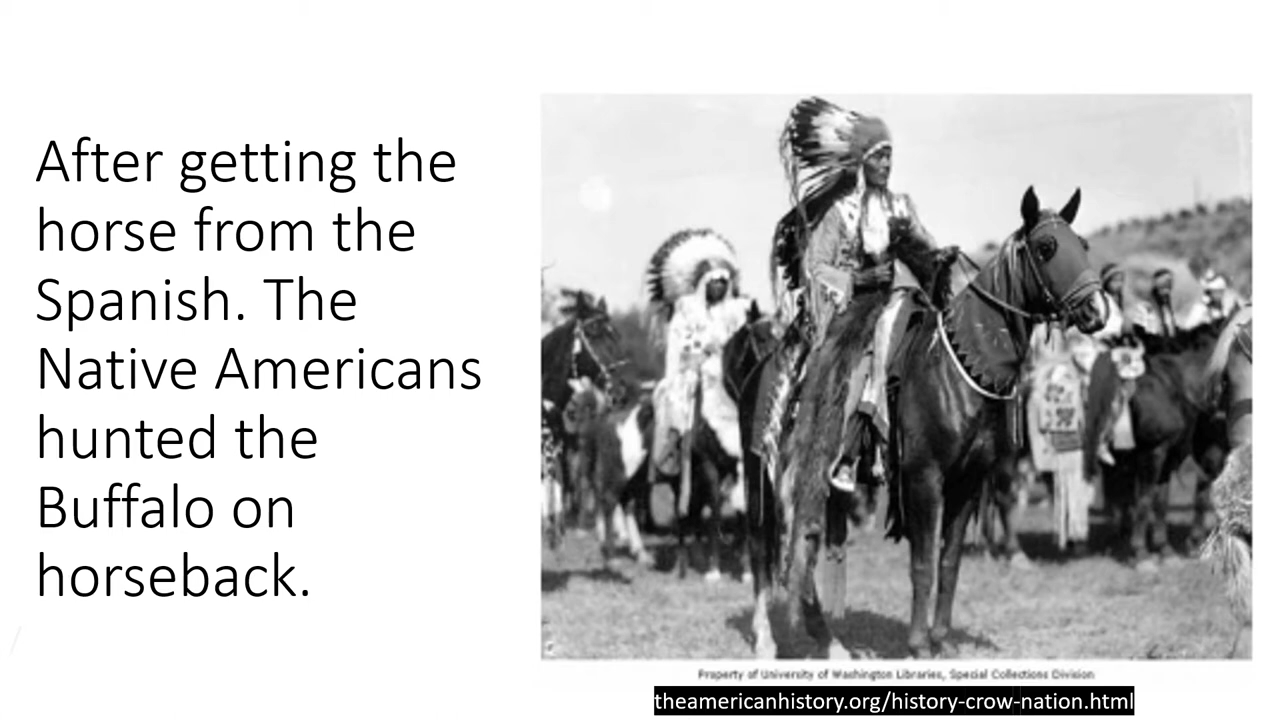 After getting the
horse from the
Spanish. The
Native Americans
hunted the
Buffalo on
horseback.
Property of University of Washington Libraries, Special Collections Division
theamericanhistory.org/history-crow-nation.html